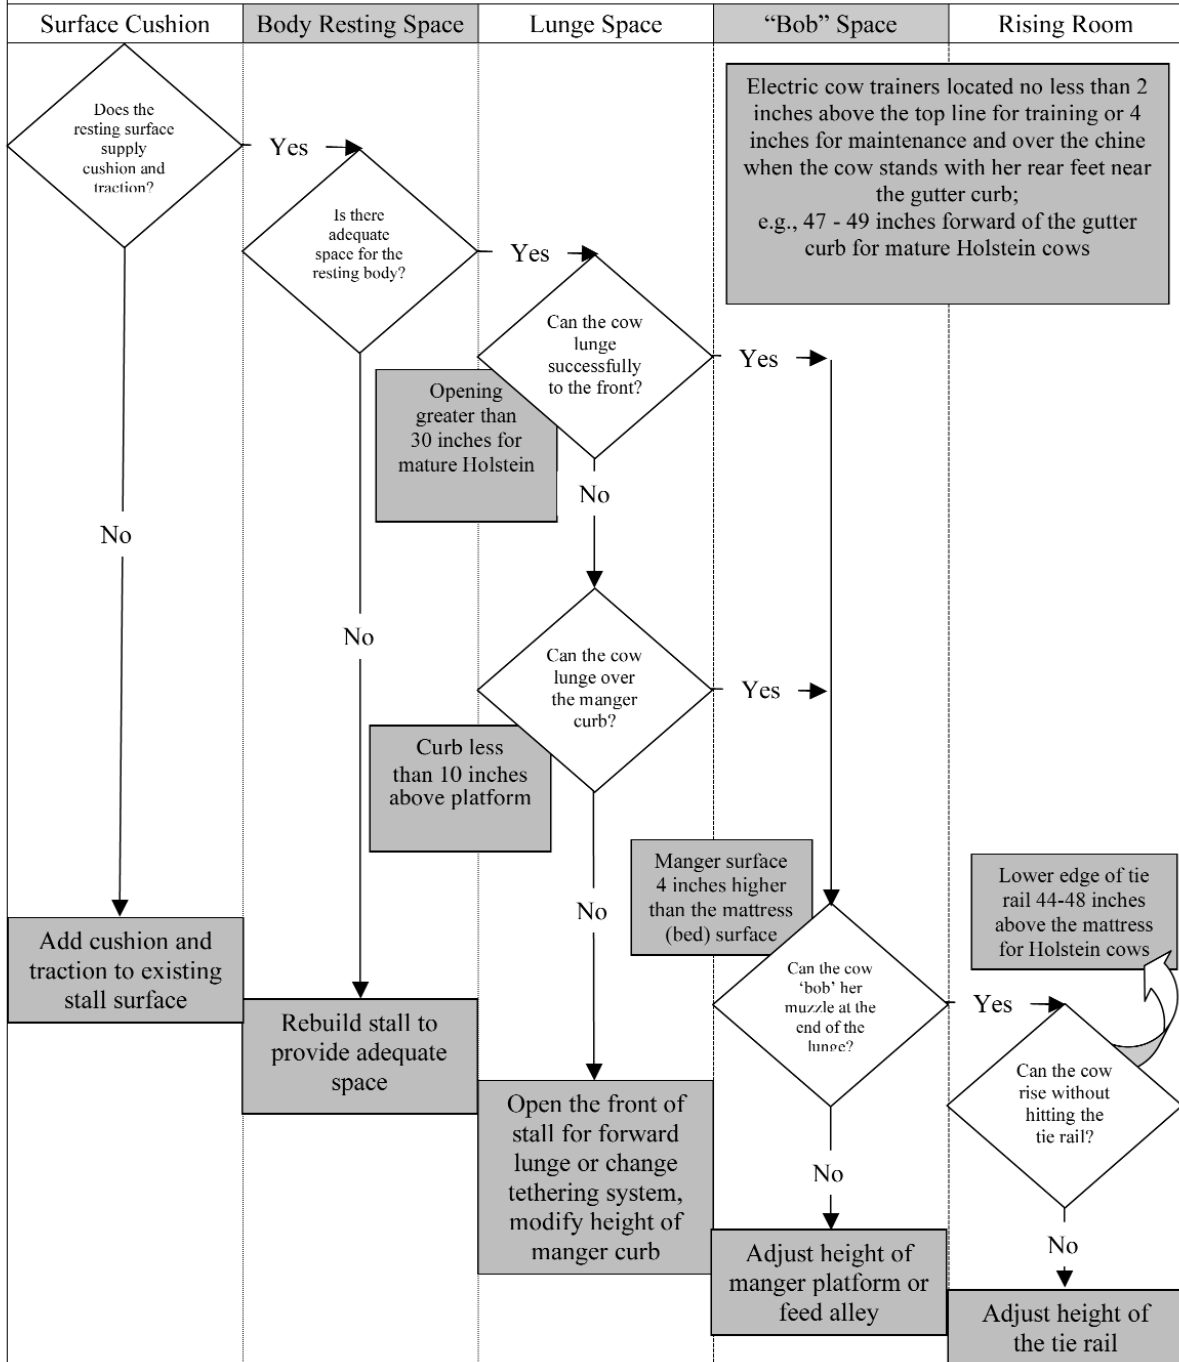 Surface Cushion
Body Resting Space
Lunge Space
“Bob” Space
Rising Room
Does the
resting surface
supply
cushion and
traction?
Yes
Is there
adequate
space for the
resting body?
Yes
Can the cow
lunge
successfully
to the front?
Yes
Electric cow trainers located no less than 2
inches above the top line for training or 4
inches for maintenance and over the chine
when the cow stands with her rear feet near
the gutter curb;
e.g., 47 - 49 inches forward of the gutter
curb for mature Holstein cows
Opening
greater than
30 inches for
mature Holstein
No
No
No
Can the cow
lunge over
the manger
curb?
Yes
Curb less
than 10 inches
above platform
No
Manger surface
4 inches higher
than the mattress
(bed) surface
Lower edge of tie
rail 44-48 inches
above the mattress
for Holstein cows
Add cushion and
traction to existing
stall surface
Rebuild stall to
provide adequate
space
Open the front of
stall for forward
lunge or change
tethering system,
modify height of
manger curb
Can the cow
‘bob’ her
muzzle at the
end of the
lunge?
Yes
Can the cow
rise without
hitting the
tie rail?
No
No
Adjust height of
manger platform or
feed alley
Adjust height of
the tie rail